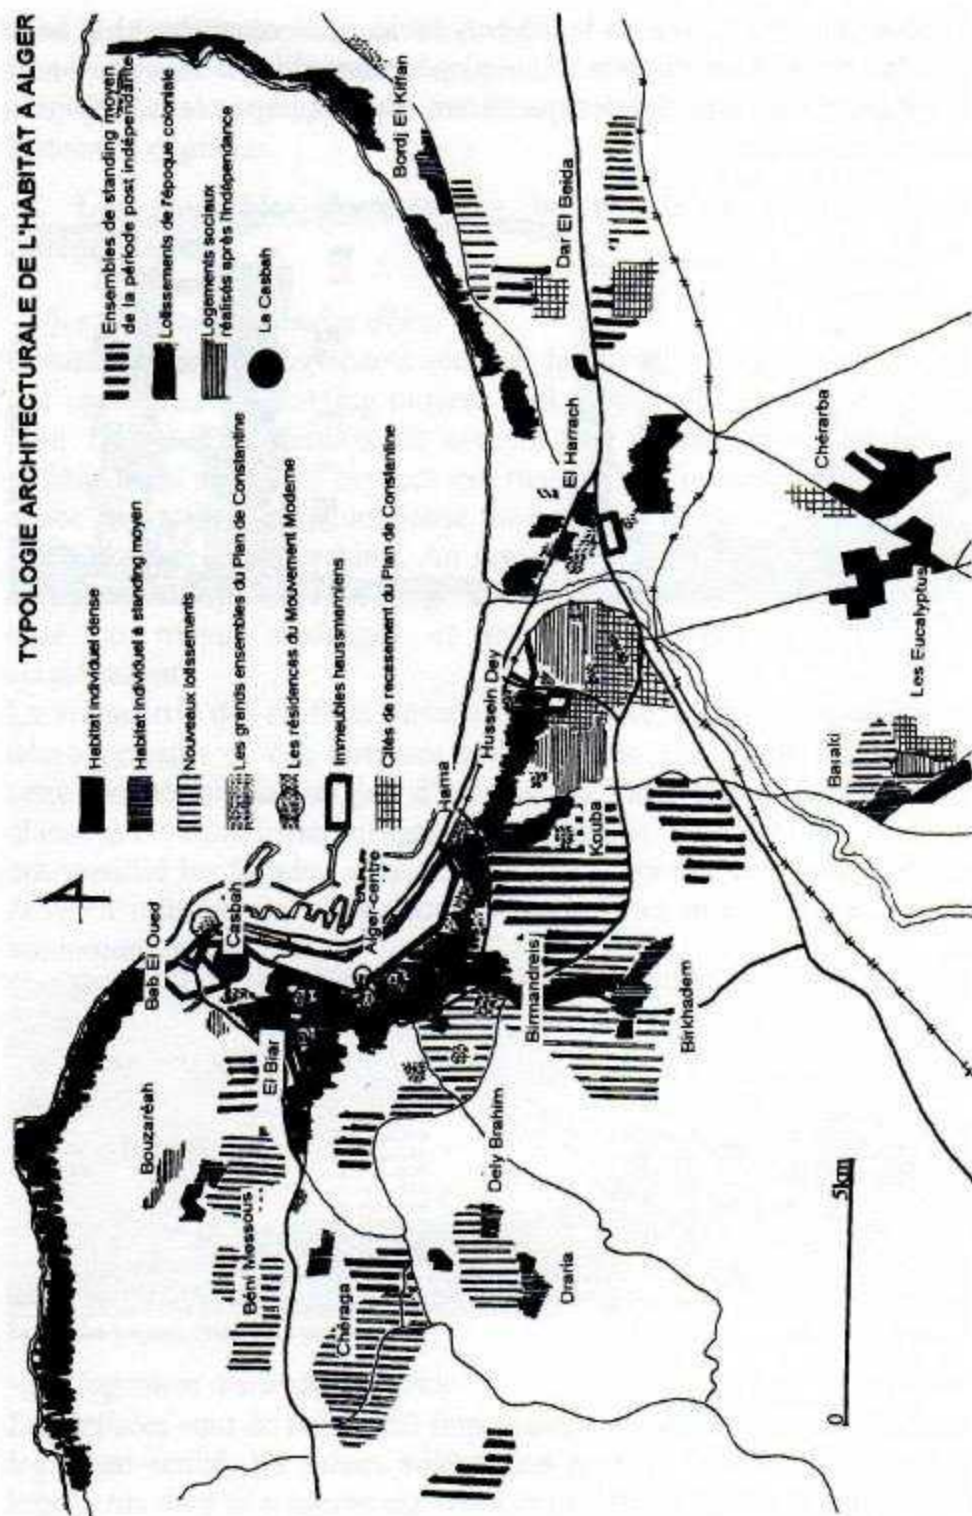 TYPOLOGIE ARCHITECTURALE DE L'HABITAT A ALGER
Habitat individuel dense
Habitat individuel à standing moyen
Nouveaux lotissements
Les grands ensembles du Plan de Constantine
Les résidences du Mouvement Moderne
Immeubles haussmanniens
Cités de recasement du Plan de Constantine
Ensembles de standing moyen
de la période post indépendante
Lotissements de l'époque coloniale
Logements sociaux
réalisés après l'Indépendance
La Casbah
Bab El Oued
Casbah
Alger-centre
Hama
Hussein Dey
El Harrach
Bordj El Kiffan
Dar El Beida
Bouzaréah
El Biar
Béni Messous
Chéraga
Dely Brahim
Draria
Birmandreis
Birkhadem
Kouba
Baraki
Les Eucalyptus
Chérarba
0
5km